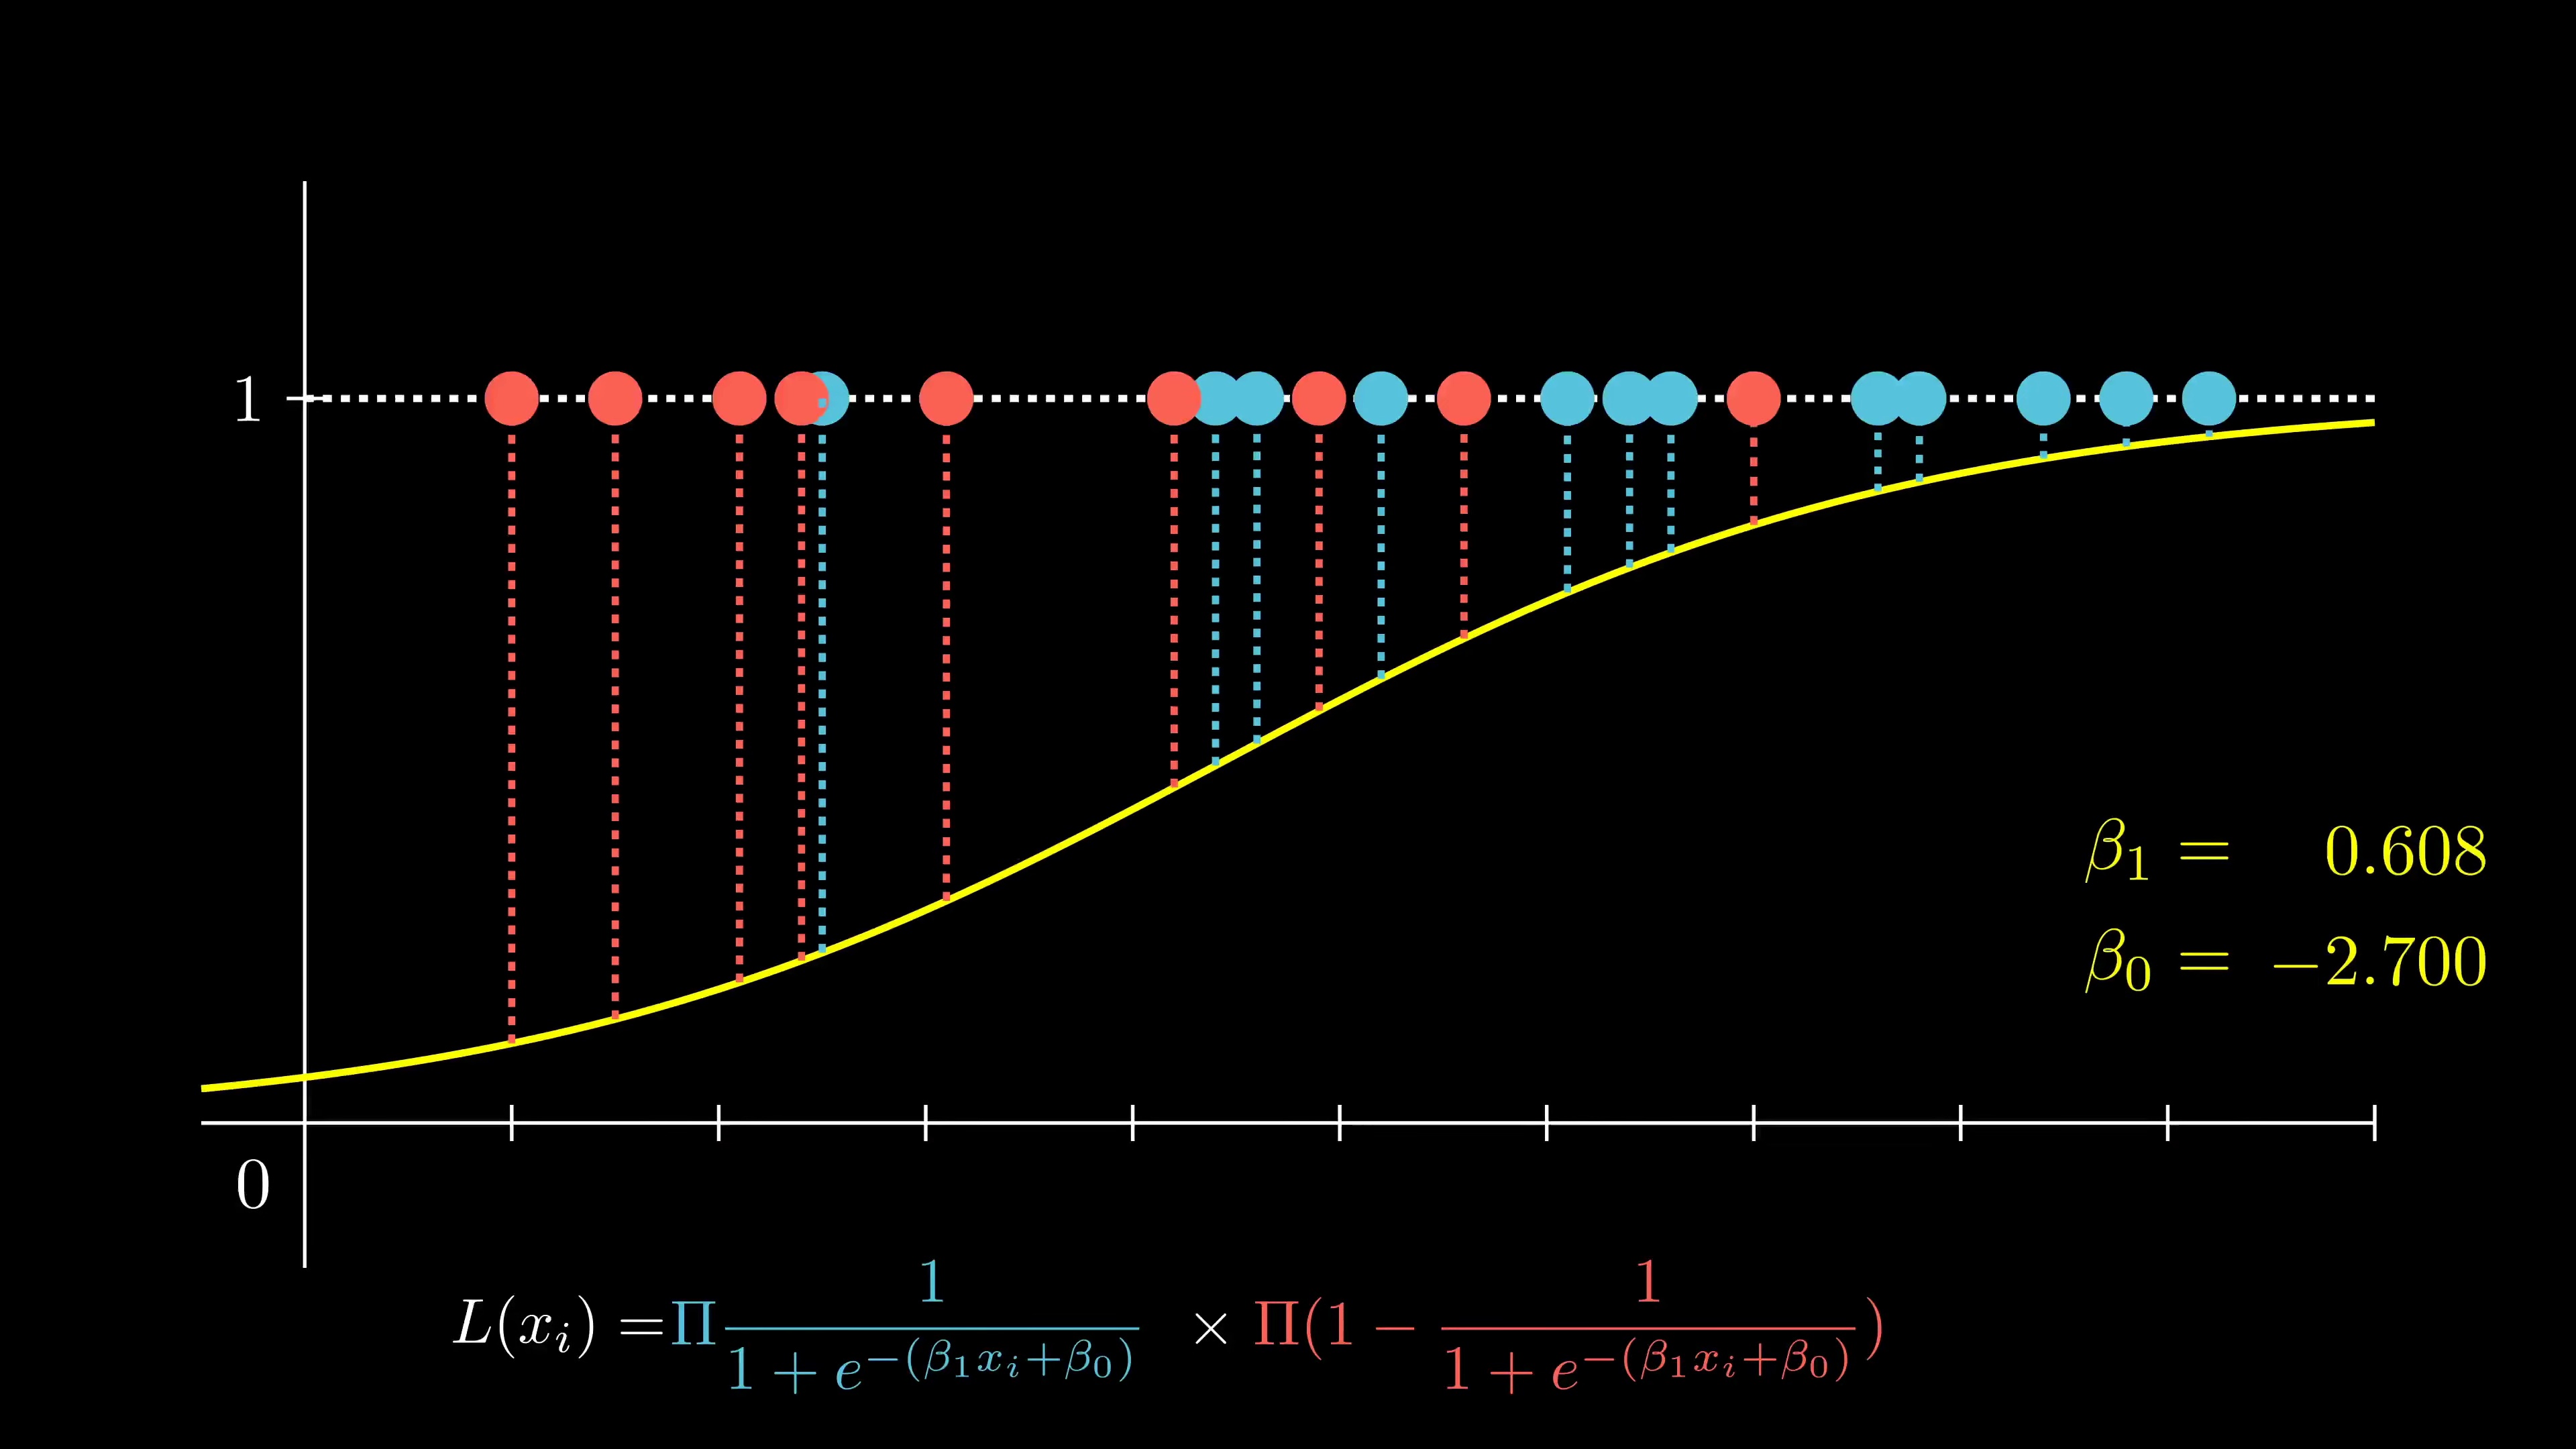 1
β₁ = 0.608
β₀ = −2.700
0
L(xᵢ) = Π 1/(1 + e^{−(β₁xᵢ+β₀)}) × Π(1 − 1/(1 + e^{−(β₁xᵢ+β₀)}))